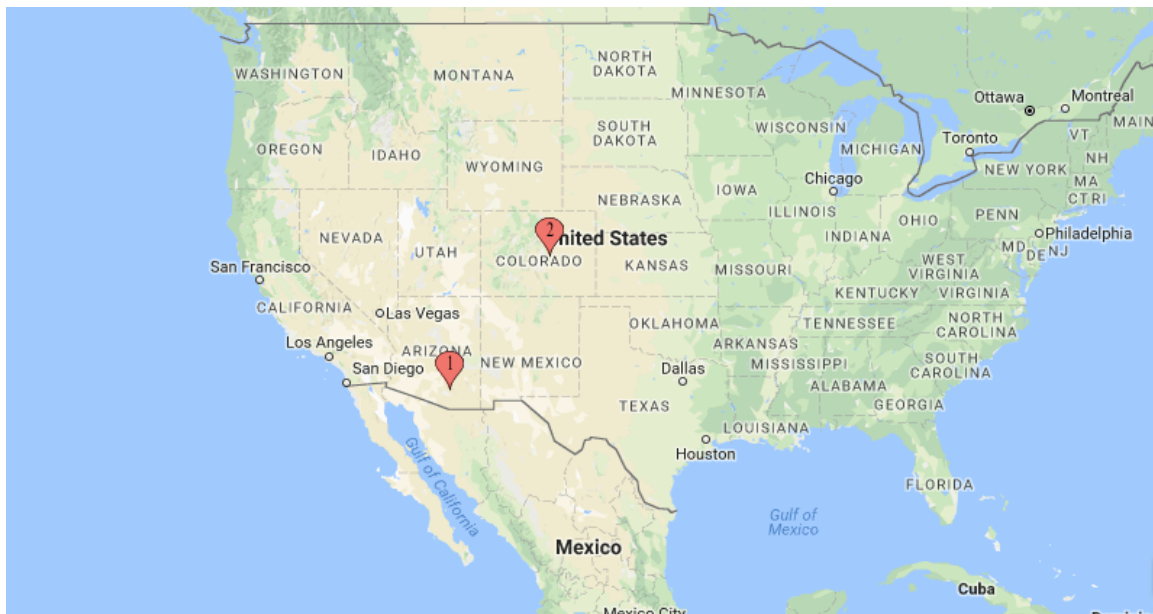 WASHINGTON
MONTANA
NORTH
DAKOTA
MINNESOTA
Ottawa
Montreal
MAIN
VT
Toronto
OREGON
IDAHO
SOUTH
DAKOTA
WISCONSIN
MICHIGAN
NH
NEW YORK
WYOMING
MA
CTRI
Chicago
IOWA
NEBRASKA
ILLINOIS
OHIO
PENN
Philadelphia
2
nited States
NEVADA
UTAH
COLORADO
KANSAS
MISSOURI
INDIANA
WEST
VIRGINIA
MD
DE
NJ
San Francisco
CALIFORNIA
KENTUCKY
VIRGINIA
Las Vegas
OKLAHOMA
TENNESSEE
NORTH
CAROLINA
Los Angeles
ARIZONA
NEW MEXICO
ARKANSAS
MISSISSIPPI
SOUTH
CAROLINA
San Diego
1
Dallas
ALABAMA
TEXAS
GEORGIA
LOUISIANA
Houston
Gulf of California
FLORIDA
Gulf of
Mexico
Mexico
Cuba
Mexico City